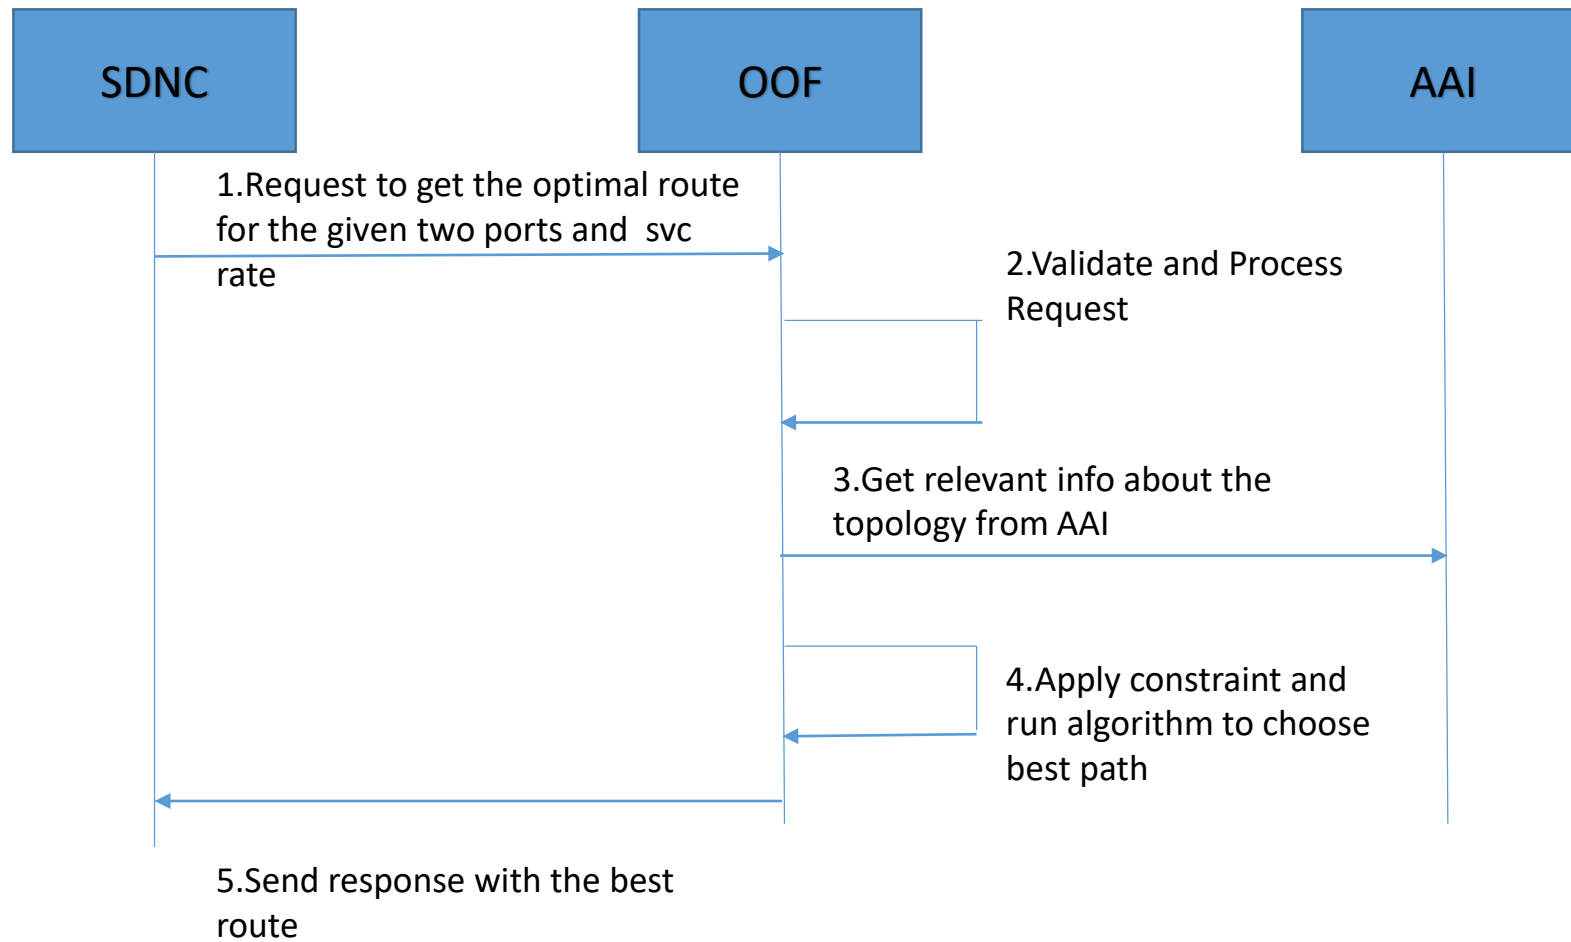 SDNC
OOF
AAI
1.Request to get the optimal route
for the given two ports and  svc
rate
2.Validate and Process
Request
3.Get relevant info about the
topology from AAI
4.Apply constraint and
run algorithm to choose
best path
5.Send response with the best
route